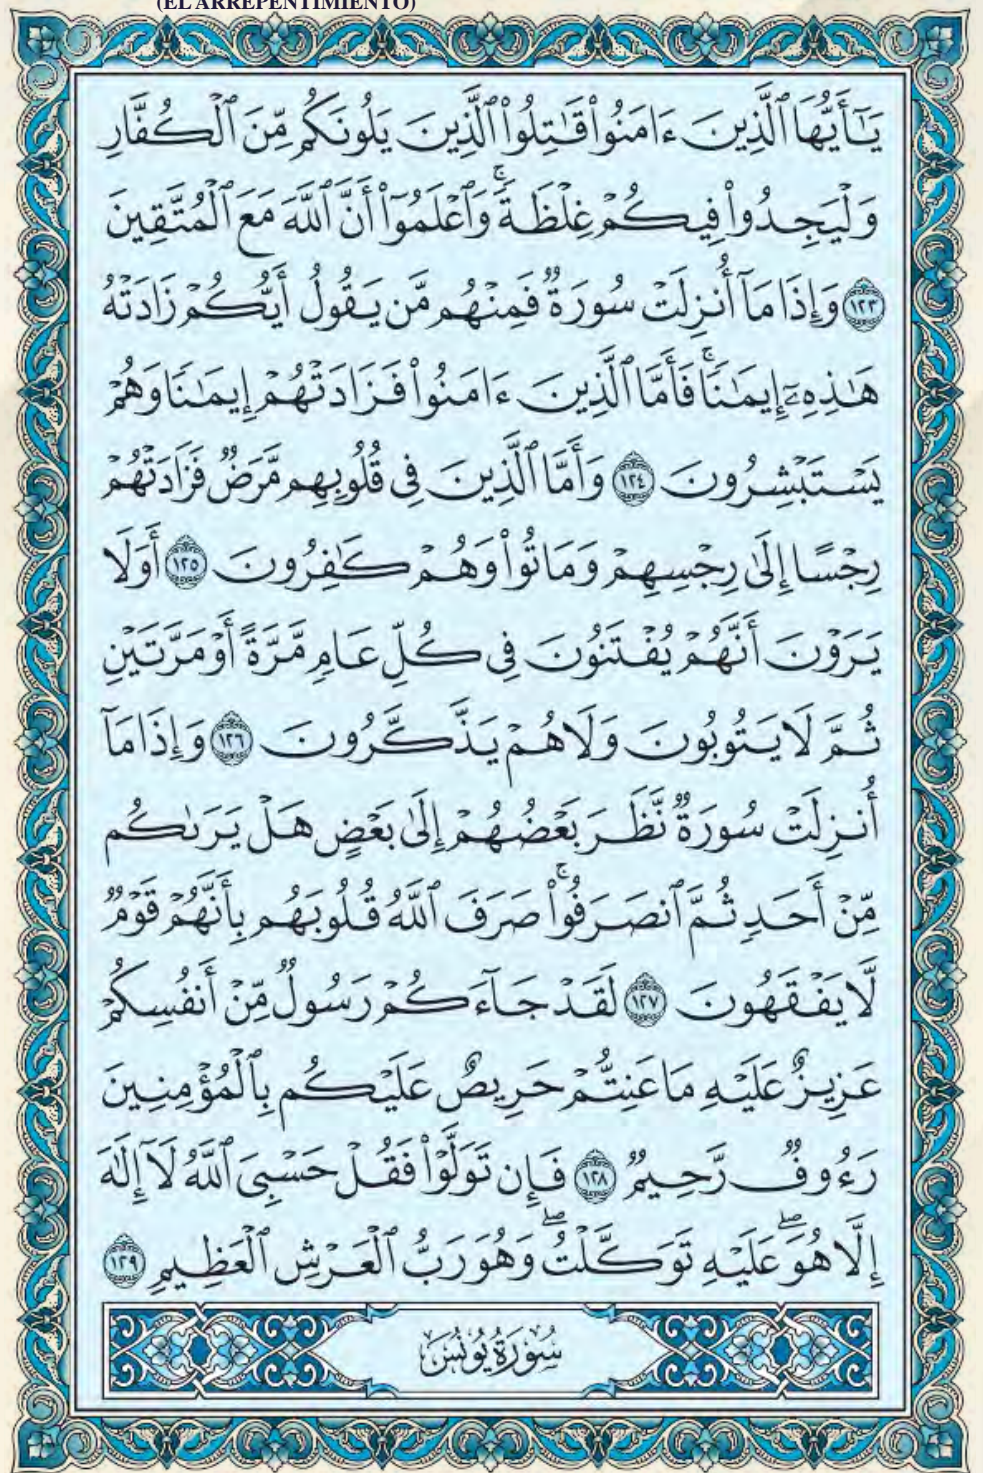 (EL ARREPENTIMIENTO)
يَـٰٓأَيُّهَا ٱلَّذِينَ ءَامَنُوا۟ قَـٰتِلُوا۟ ٱلَّذِينَ يَلُونَكُم مِّنَ ٱلْكُفَّارِ
وَلْيَجِدُوا۟ فِيكُمْ غِلْظَةً ۚ وَٱعْلَمُوٓا۟ أَنَّ ٱللَّهَ مَعَ ٱلْمُتَّقِينَ
١٢٣ وَإِذَا مَآ أُنزِلَتْ سُورَةٌ فَمِنْهُم مَّن يَقُولُ أَيُّكُمْ زَادَتْهُ
هَـٰذِهِۦٓ إِيمَـٰنًا ۚ فَأَمَّا ٱلَّذِينَ ءَامَنُوا۟ فَزَادَتْهُمْ إِيمَـٰنًا وَهُمْ
يَسْتَبْشِرُونَ ١٢٤ وَأَمَّا ٱلَّذِينَ فِى قُلُوبِهِم مَّرَضٌ فَزَادَتْهُمْ
رِجْسًا إِلَىٰ رِجْسِهِمْ وَمَاتُوا۟ وَهُمْ كَـٰفِرُونَ ١٢٥ أَوَلَا
يَرَوْنَ أَنَّهُمْ يُفْتَنُونَ فِى كُلِّ عَامٍ مَّرَّةً أَوْ مَرَّتَيْنِ
ثُمَّ لَا يَتُوبُونَ وَلَا هُمْ يَذَّكَّرُونَ ١٢٦ وَإِذَا مَآ
أُنزِلَتْ سُورَةٌ نَّظَرَ بَعْضُهُمْ إِلَىٰ بَعْضٍ هَلْ يَرَىٰكُم
مِّنْ أَحَدٍ ثُمَّ ٱنصَرَفُوا۟ ۚ صَرَفَ ٱللَّهُ قُلُوبَهُم بِأَنَّهُمْ قَوْمٌ
لَّا يَفْقَهُونَ ١٢٧ لَقَدْ جَآءَكُمْ رَسُولٌ مِّنْ أَنفُسِكُمْ
عَزِيزٌ عَلَيْهِ مَا عَنِتُّمْ حَرِيصٌ عَلَيْكُم بِٱلْمُؤْمِنِينَ
رَءُوفٌ رَّحِيمٌ ١٢٨ فَإِن تَوَلَّوْا۟ فَقُلْ حَسْبِىَ ٱللَّهُ لَآ إِلَـٰهَ
إِلَّا هُوَ ۖ عَلَيْهِ تَوَكَّلْتُ ۖ وَهُوَ رَبُّ ٱلْعَرْشِ ٱلْعَظِيمِ ١٢٩
سُورَةُ يُونُسَ